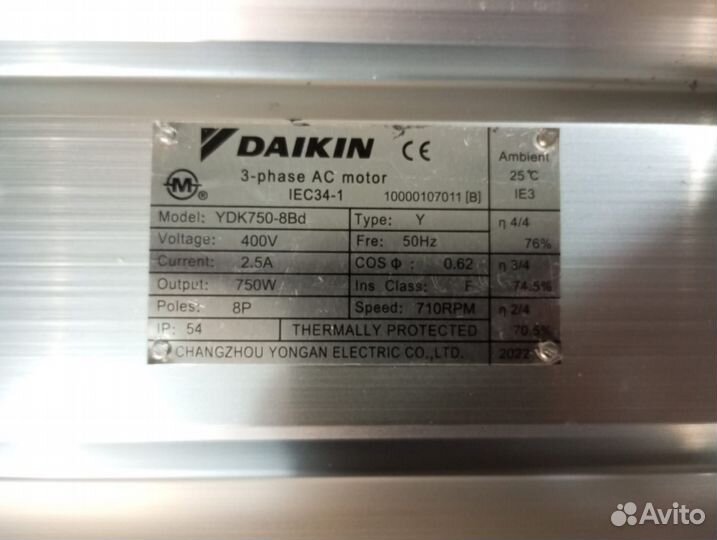 DAIKIN CE
3-phase AC motor
IEC34-1 10000107011 [B]
Ambient
25℃
IE3
M
Model: YDK750-8Bd Type: Y η 4/4
Voltage: 400V Fre: 50Hz 76%
Current: 2.5A COS Φ: 0.62 η 3/4
Output: 750W Ins Class: F 74.5%
Poles: 8P Speed: 710RPM η 2/4
IP: 54 THERMALLY PROTECTED 70.5%
CHANGZHOU YONGAN ELECTRIC CO.,LTD. 2022
Avito